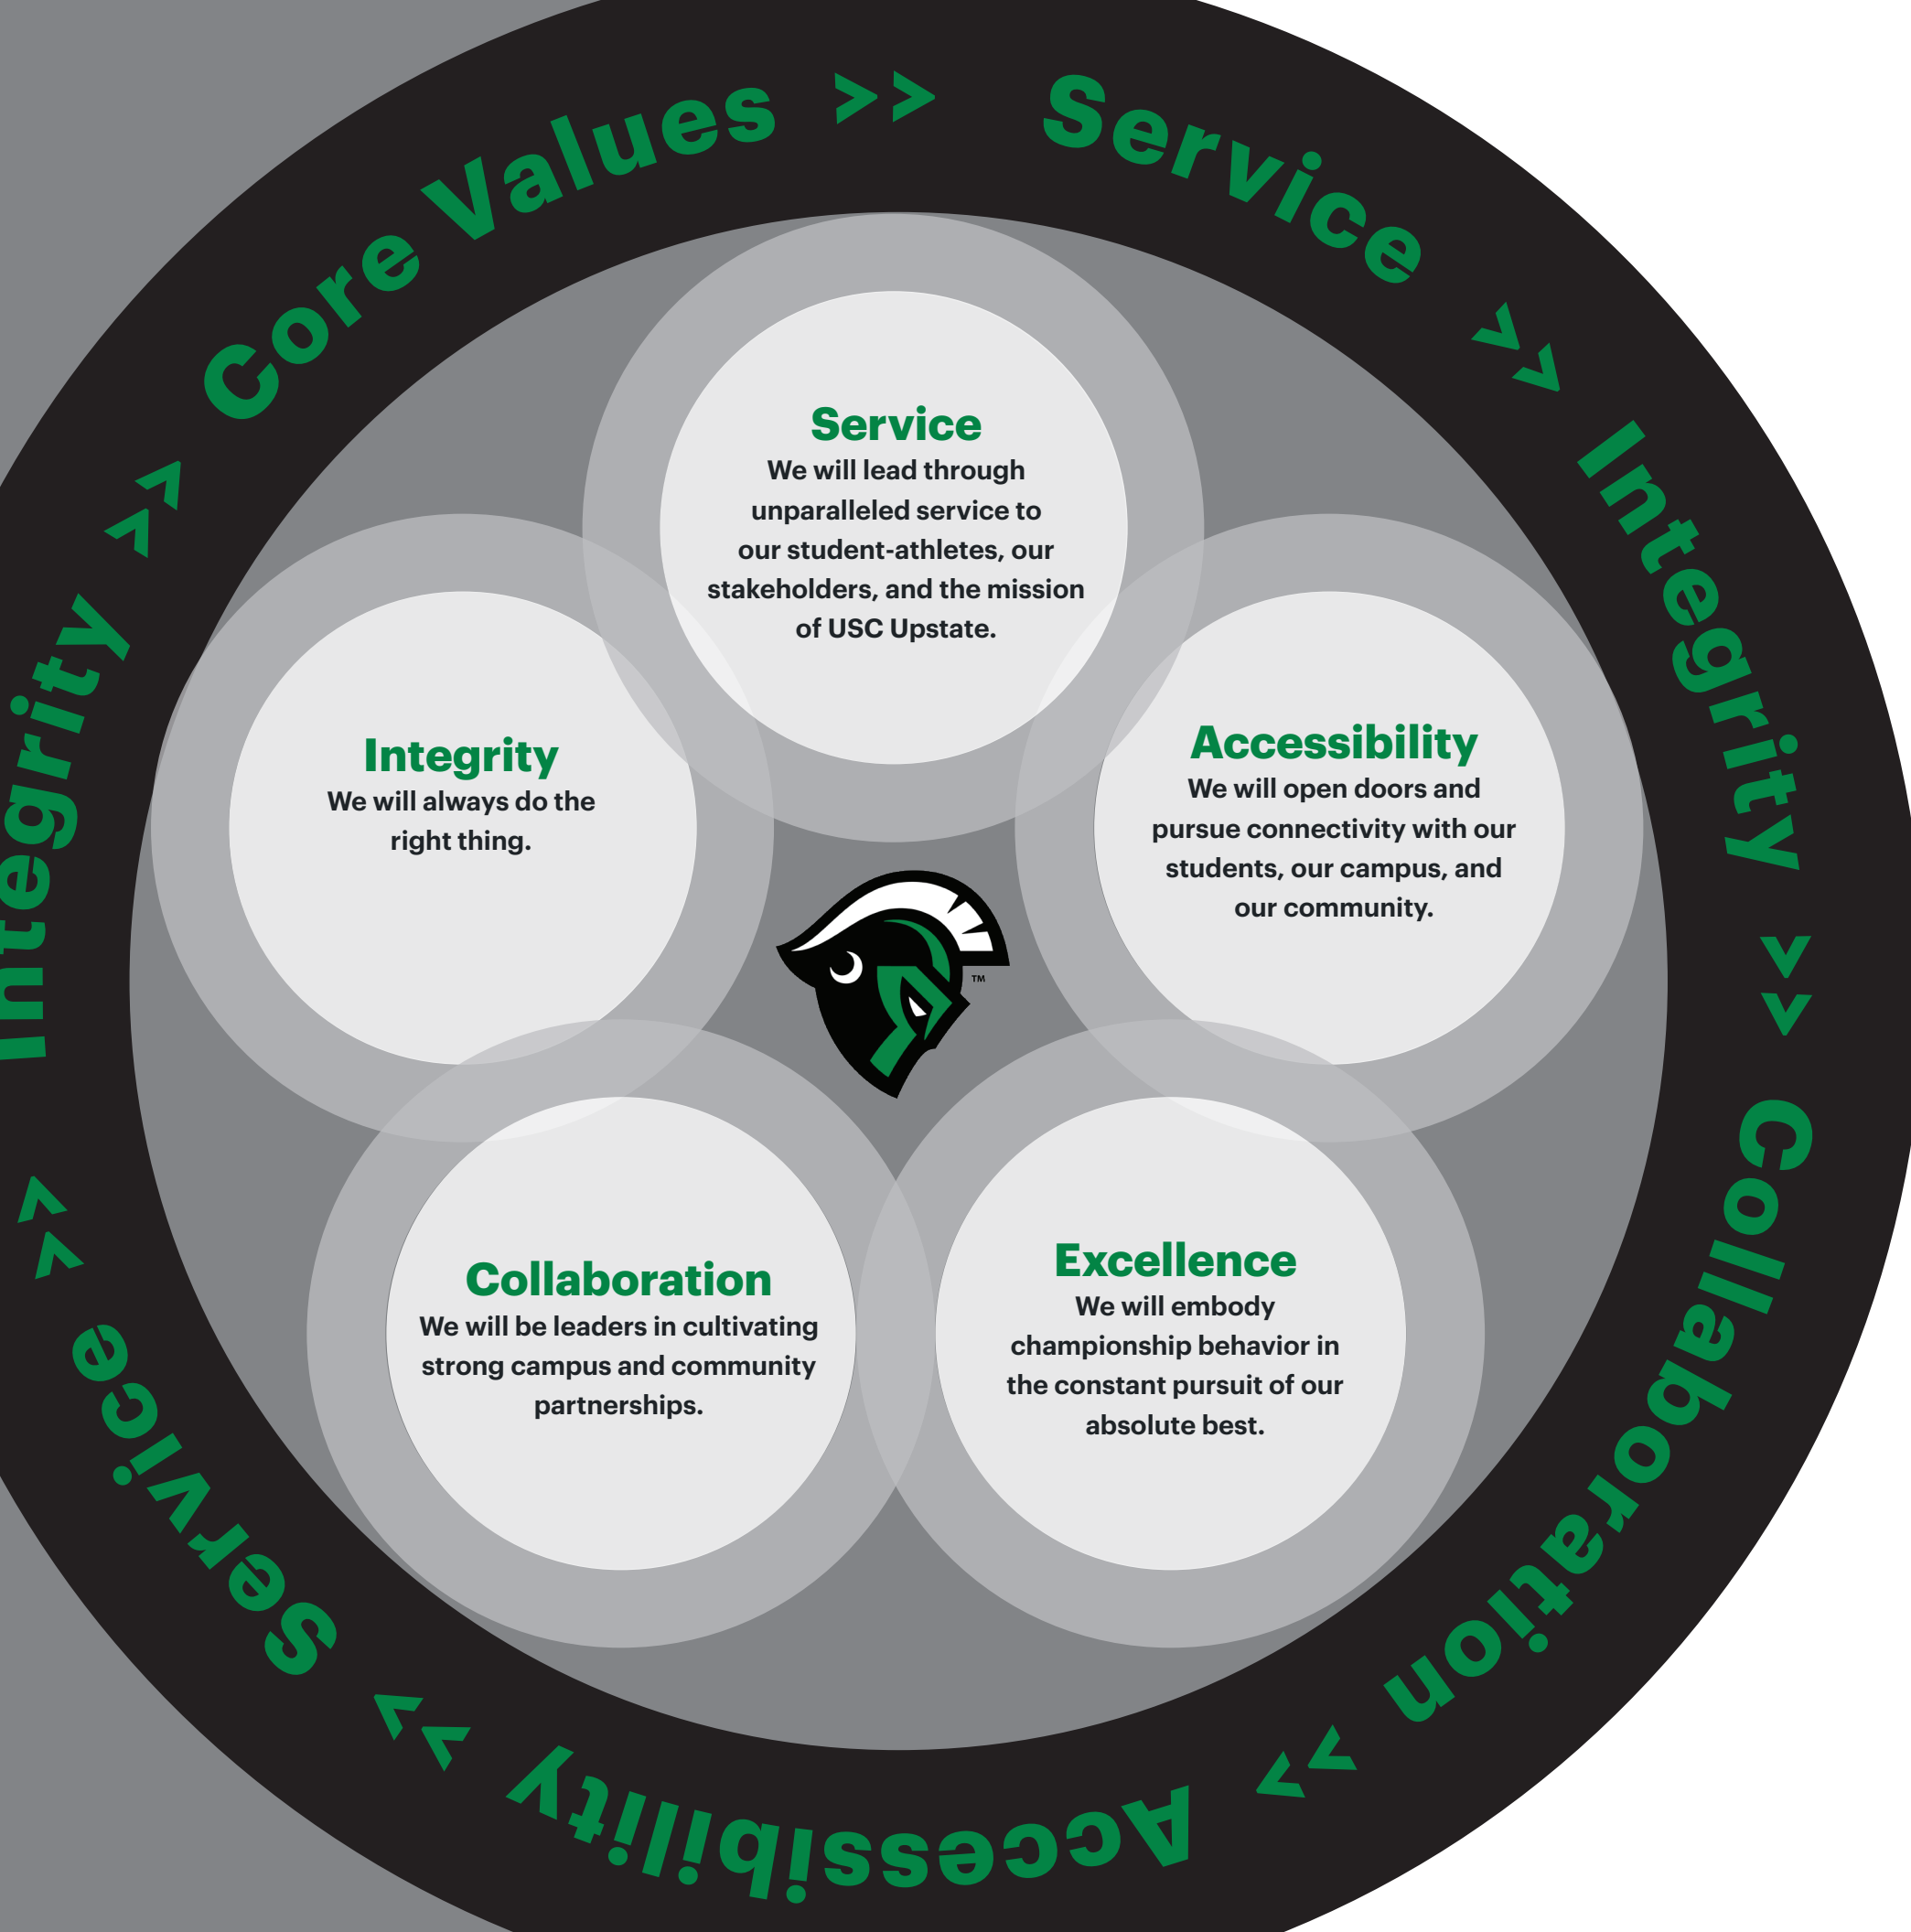 Core Values >>
Service >>
Integrity >>
Collaboration >>
Accessibility >>
Service >>
Integrity >>
Service
We will lead through
unparalleled service to
our student-athletes, our
stakeholders, and the mission
of USC Upstate.
Integrity
We will always do the
right thing.
Accessibility
We will open doors and
pursue connectivity with our
students, our campus, and
our community.
TM
Collaboration
We will be leaders in cultivating
strong campus and community
partnerships.
Excellence
We will embody
championship behavior in
the constant pursuit of our
absolute best.